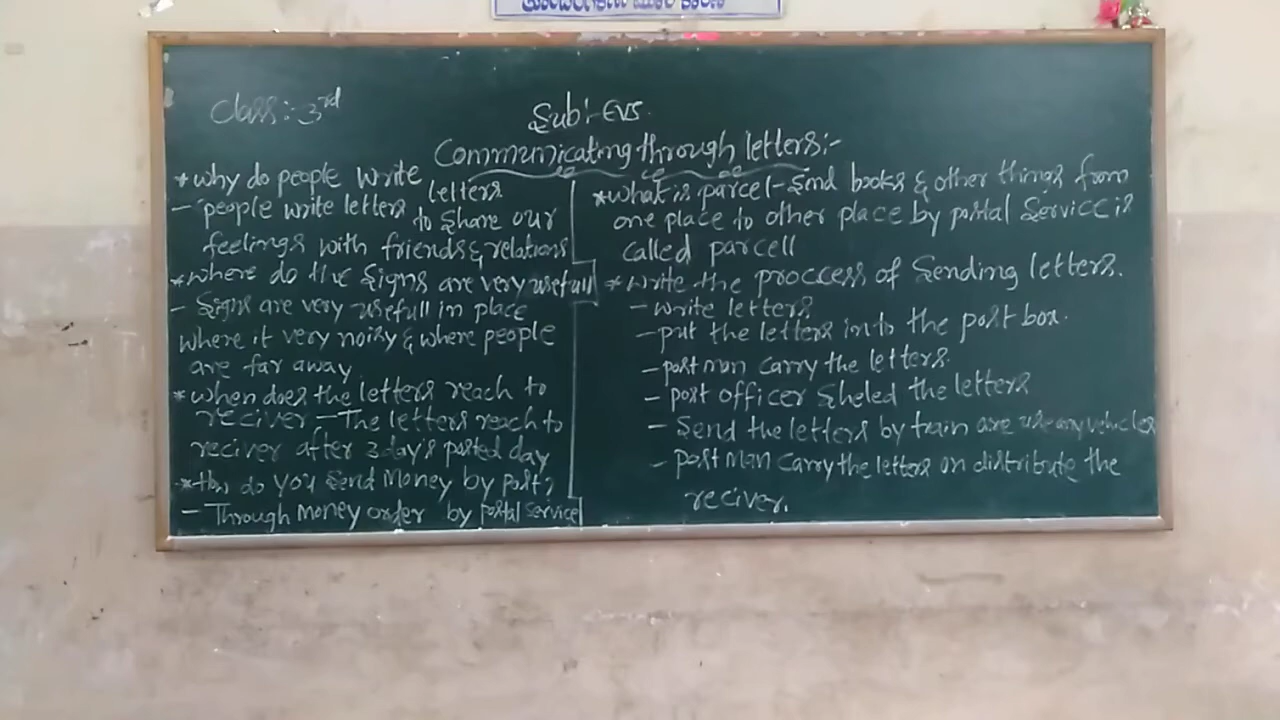 Class:- 3rd
Sub:- EVS.
Communicating through letters:-
* why do people write letters
- people write letters to share our
feelings with friends & relations
* where do the signs are very usefull
- signs are very usefull in place
where it very noisy & where people
are far away
* when does the letters reach to
reciver - The letters reach to
reciver after 3 day's posted day
* How do you send money by post?
- Through money order by postal service
* what is parcel - send books & other things from
one place to other place by postal service is
called parcell
* write the proccess of sending letters.
- write letters
- put the letters into the post box.
- post man carry the letters.
- post officer sheled the letters
- send the letters by train are use any vehicles
- post man carry the letters on distribute the
reciver.